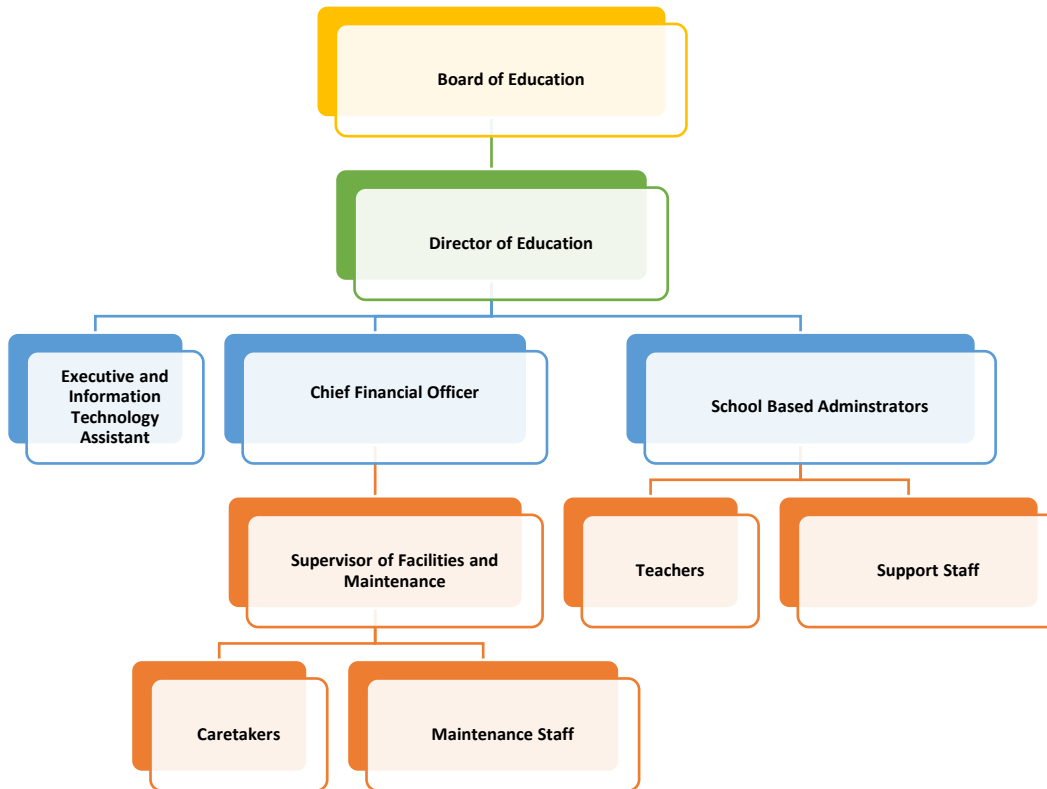 Board of Education
Director of Education
Executive and
Information
Technology
Assistant
Chief Financial Officer
School Based Adminstrators
Supervisor of Facilities and
Maintenance
Teachers
Support Staff
Caretakers
Maintenance Staff